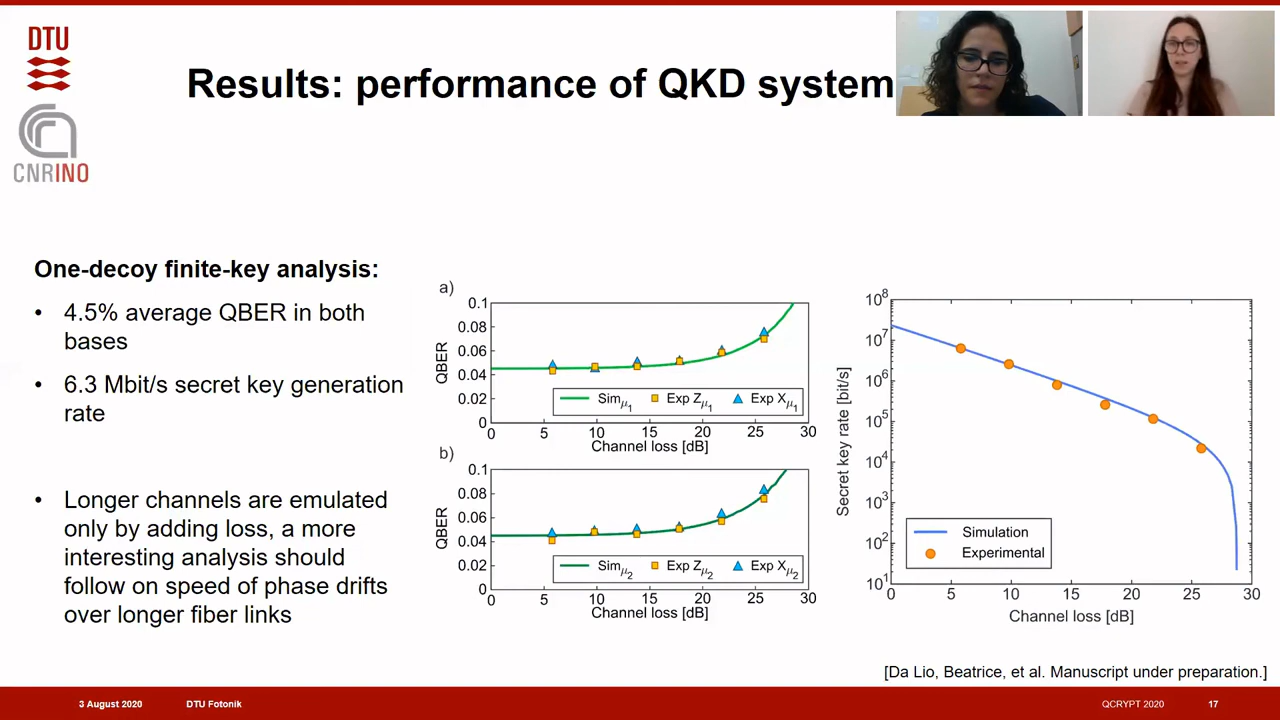 DTU
CNRINO
Results: performance of QKD system
One-decoy finite-key analysis:
• 4.5% average QBER in both
bases
• 6.3 Mbit/s secret key generation
rate
• Longer channels are emulated
only by adding loss, a more
interesting analysis should
follow on speed of phase drifts
over longer fiber links
a)
0.1
0.08
0.06
0.04
0.02
0
QBER
Simμ1 Exp Zμ1 Exp Xμ1
0 5 10 15 20 25 30
Channel loss [dB]
b)
0.1
0.08
0.06
0.04
0.02
0
QBER
Simμ2 Exp Zμ2 Exp Xμ2
0 5 10 15 20 25 30
Channel loss [dB]
10^8
10^7
10^6
10^5
10^4
10^3
10^2
10^1
Secret key rate [bit/s]
Simulation
Experimental
0 5 10 15 20 25 30
Channel loss [dB]
[Da Lio, Beatrice, et al. Manuscript under preparation.]
3 August 2020 DTU Fotonik QCRYPT 2020 17